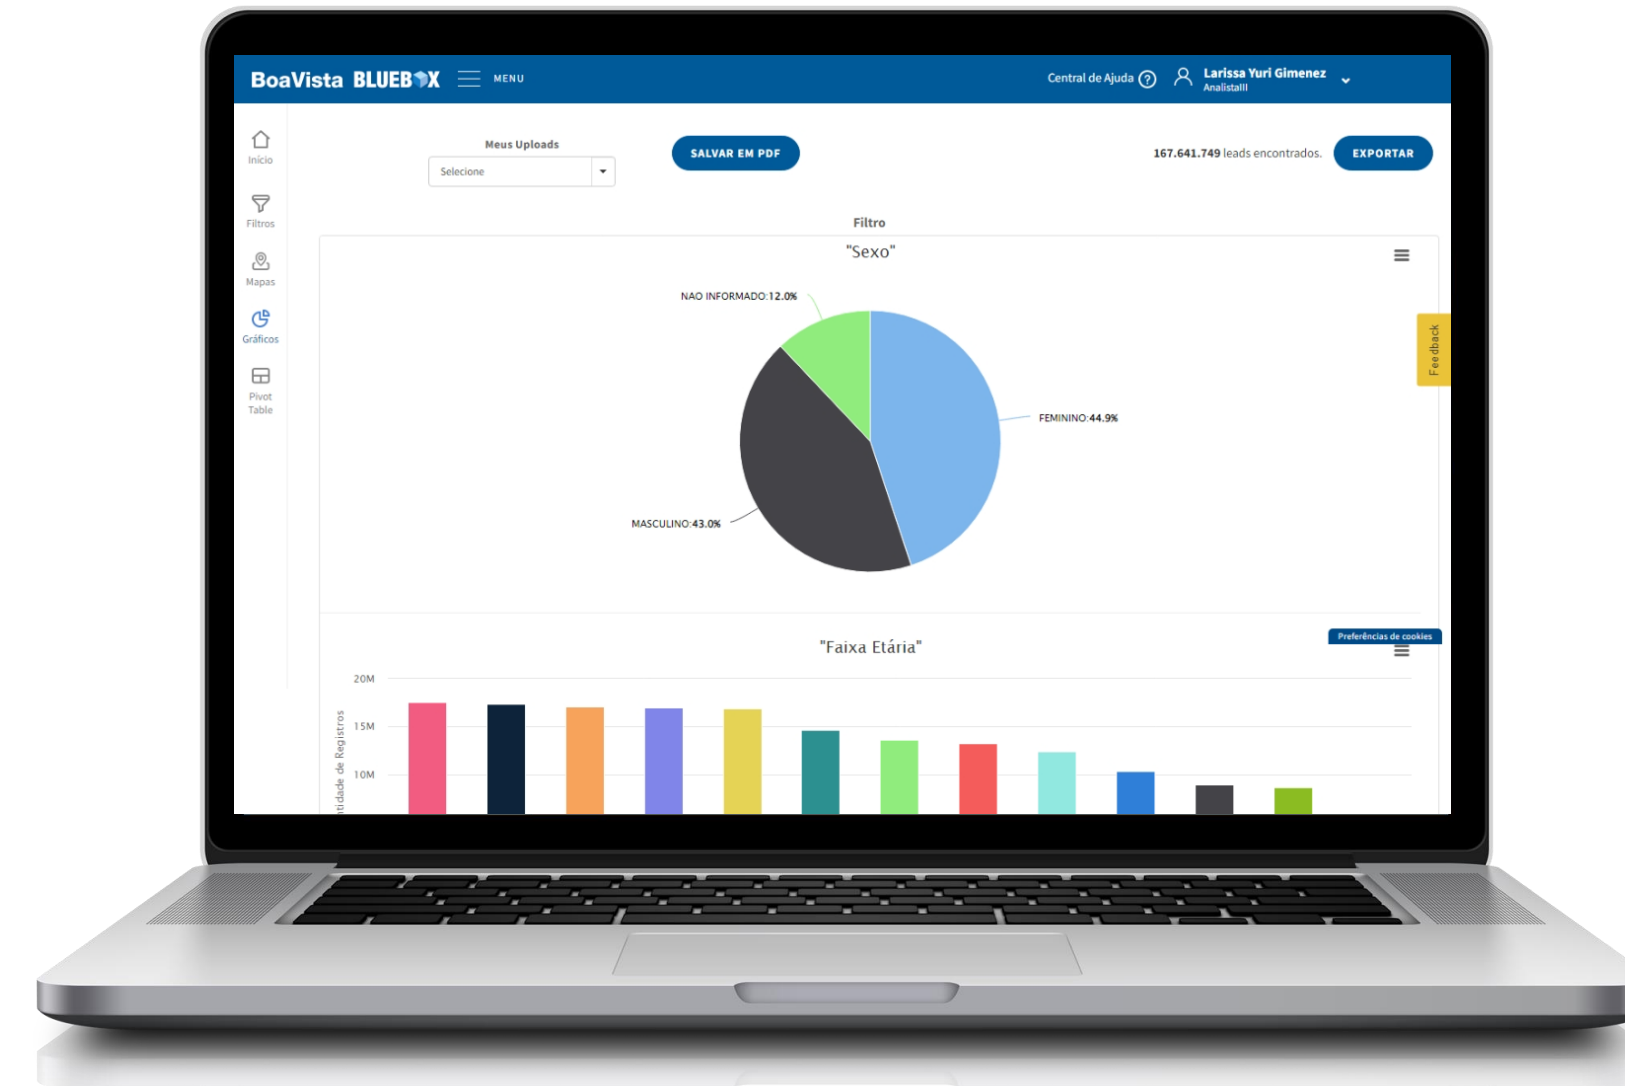 BoaVista BLUEBOX MENU
Central de Ajuda ? Larissa Yuri Gimenez
AnalistaIII
Início
Filtros
Mapas
Gráficos
Pivot
Table
Meus Uploads
Selecione
SALVAR EM PDF
167.641.749 leads encontrados.
EXPORTAR
Filtro
"Sexo"
NAO INFORMADO:12.0%
FEMININO:44.9%
MASCULINO:43.0%
Feedback
Preferências de cookies
"Faixa Etária"
20M
15M
10M
de Registros